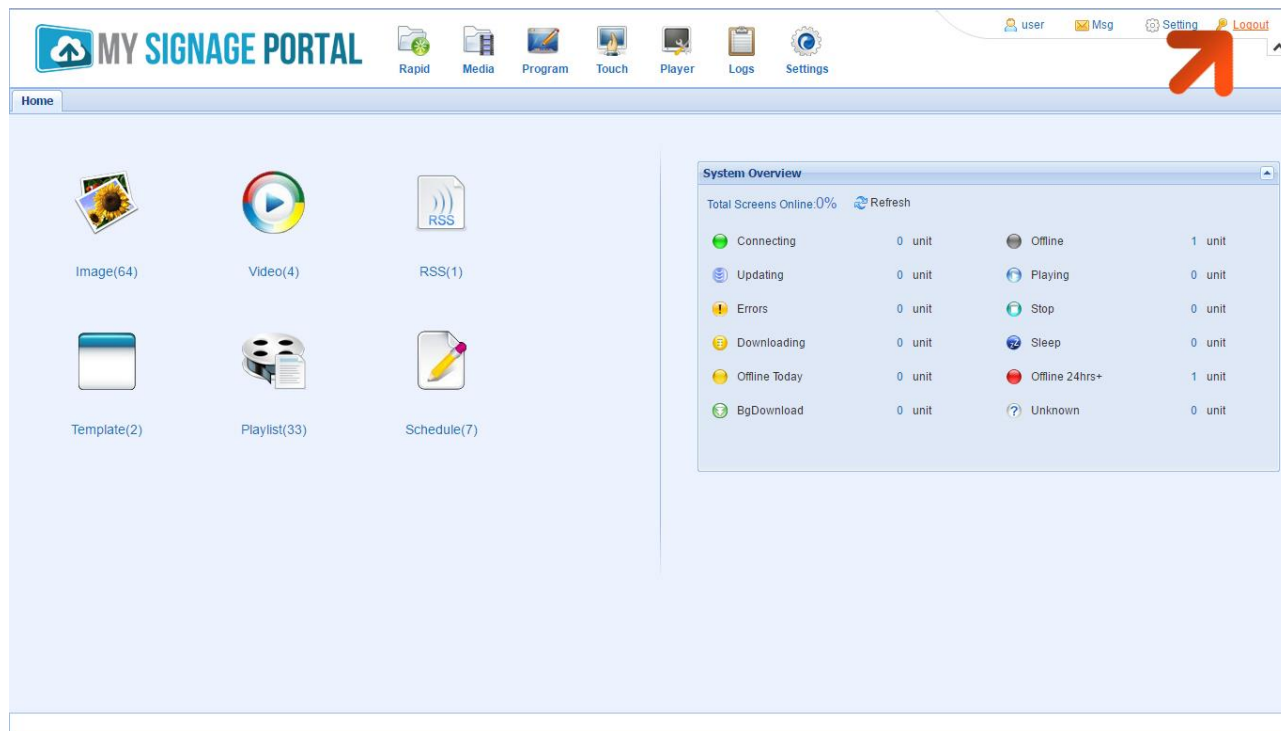 user Msg Setting Logout
MY SIGNAGE PORTAL
Rapid Media Program Touch Player Logs Settings
Home
Image(64) Video(4) RSS
RSS(1)
Template(2) Playlist(33) Schedule(7)
System Overview
Total Screens Online:0% Refresh
Connecting 0 unit Offline 1 unit
Updating 0 unit Playing 0 unit
Errors 0 unit Stop 0 unit
Downloading 0 unit Sleep 0 unit
Offline Today 0 unit Offline 24hrs+ 1 unit
BgDownload 0 unit Unknown 0 unit